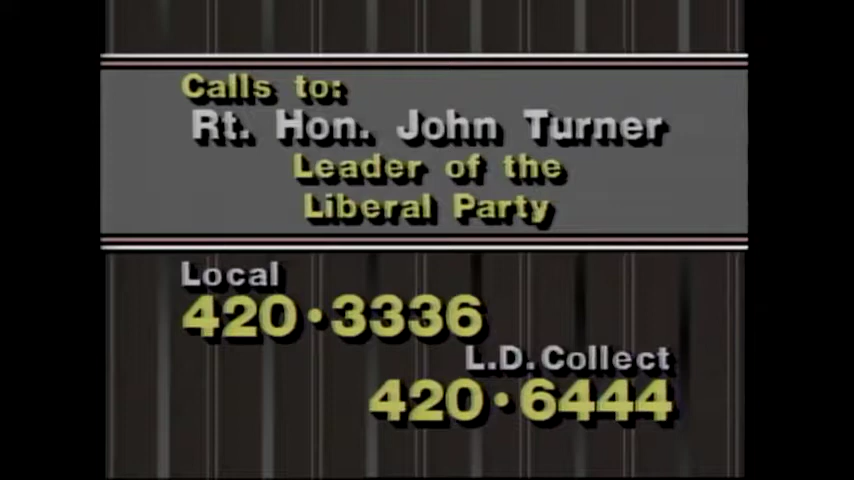 Calls to:
Rt. Hon. John Turner
Leader of the
Liberal Party
Local
420•3336
L.D.Collect
420•6444